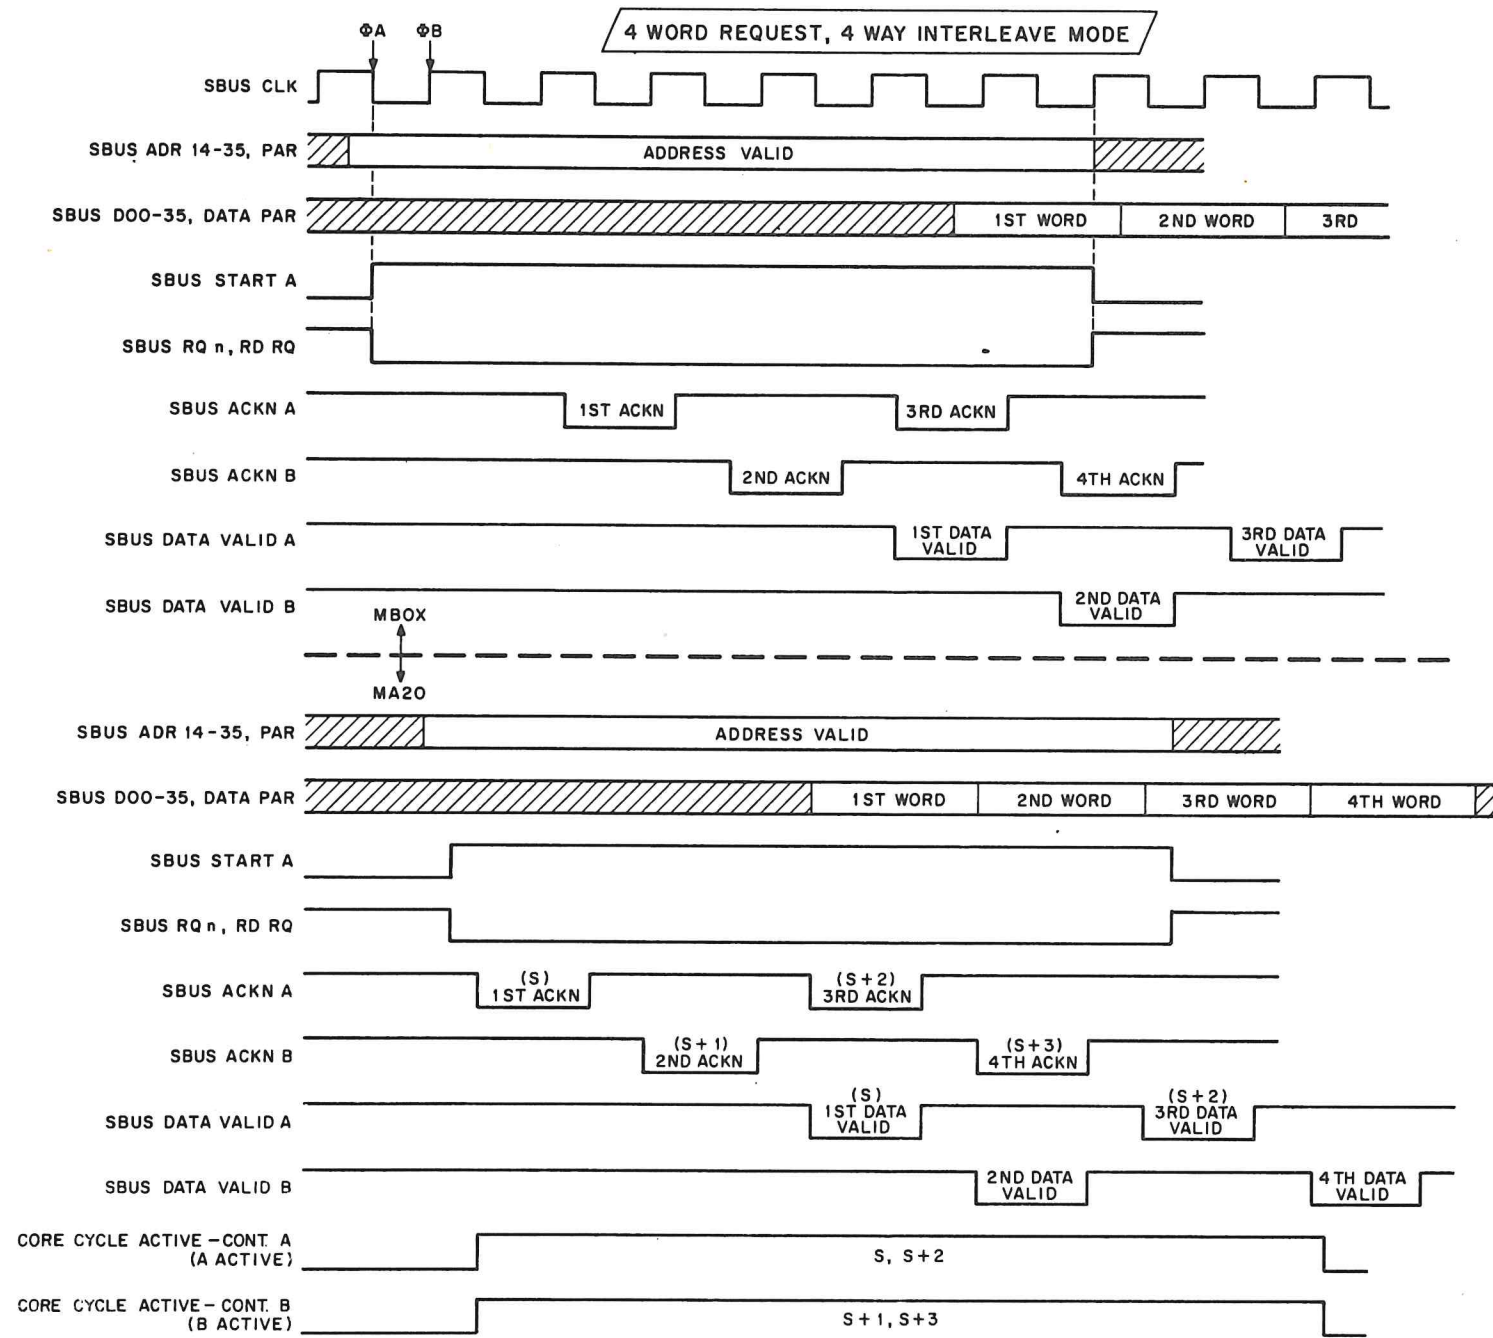 4 WORD REQUEST, 4 WAY INTERLEAVE MODE
ΦA ΦB
SBUS CLK
SBUS ADR 14-35, PAR
ADDRESS VALID
SBUS D00-35, DATA PAR
1ST WORD 2ND WORD 3RD
SBUS START A
SBUS RQ n, RD RQ
SBUS ACKN A
1ST ACKN 3RD ACKN
SBUS ACKN B
2ND ACKN 4TH ACKN
SBUS DATA VALID A
1ST DATA
VALID
3RD DATA
VALID
SBUS DATA VALID B
2ND DATA
VALID
MBOX
MA20
SBUS ADR 14-35, PAR
ADDRESS VALID
SBUS D00-35, DATA PAR
1ST WORD 2ND WORD 3RD WORD 4TH WORD
SBUS START A
SBUS RQ n, RD RQ
SBUS ACKN A
(S)
1ST ACKN
(S+2)
3RD ACKN
SBUS ACKN B
(S+1)
2ND ACKN
(S+3)
4TH ACKN
SBUS DATA VALID A
(S)
1ST DATA
VALID
(S+2)
3RD DATA
VALID
SBUS DATA VALID B
2ND DATA
VALID
4TH DATA
VALID
CORE CYCLE ACTIVE-CONT. A
(A ACTIVE)
S, S+2
CORE CYCLE ACTIVE-CONT. B
(B ACTIVE)
S+1, S+3